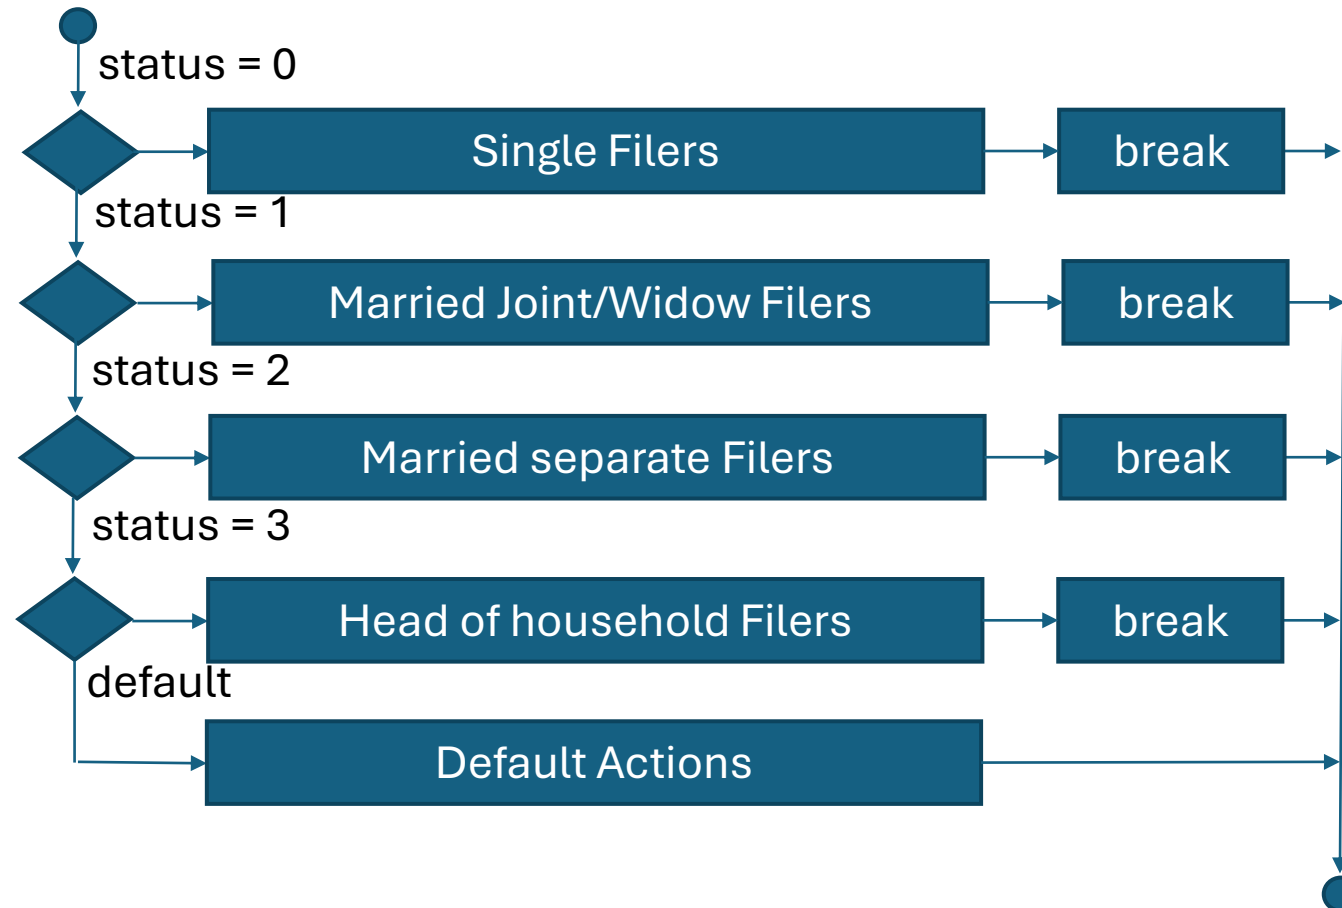 status = 0
Single Filers
break
status = 1
Married Joint/Widow Filers
break
status = 2
Married separate Filers
break
status = 3
Head of household Filers
break
default
Default Actions